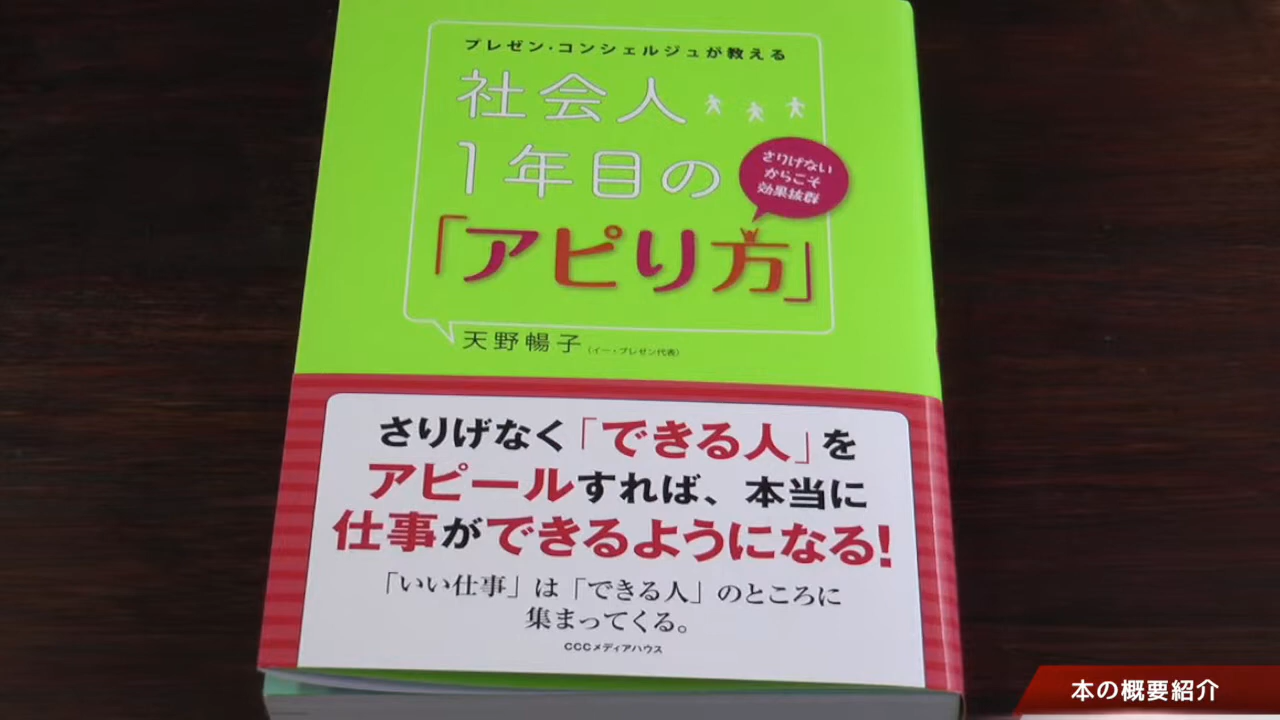 プレゼン・コンシェルジュが教える
社会人
1年目の
「アピり方」
さりげない
からこそ
効果抜群
天野暢子(イー・プレゼン代表)
さりげなく「できる人」を
アピールすれば、本当に
仕事ができるようになる!
「いい仕事」は「できる人」のところに
集まってくる。
CCCメディアハウス
本の概要紹介